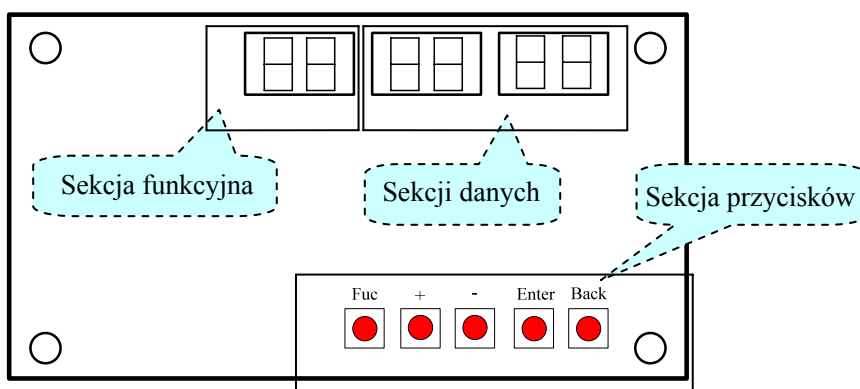 Sekcja funkcyjna
Sekcji danych
Sekcja przycisków
Fuc + - Enter Back